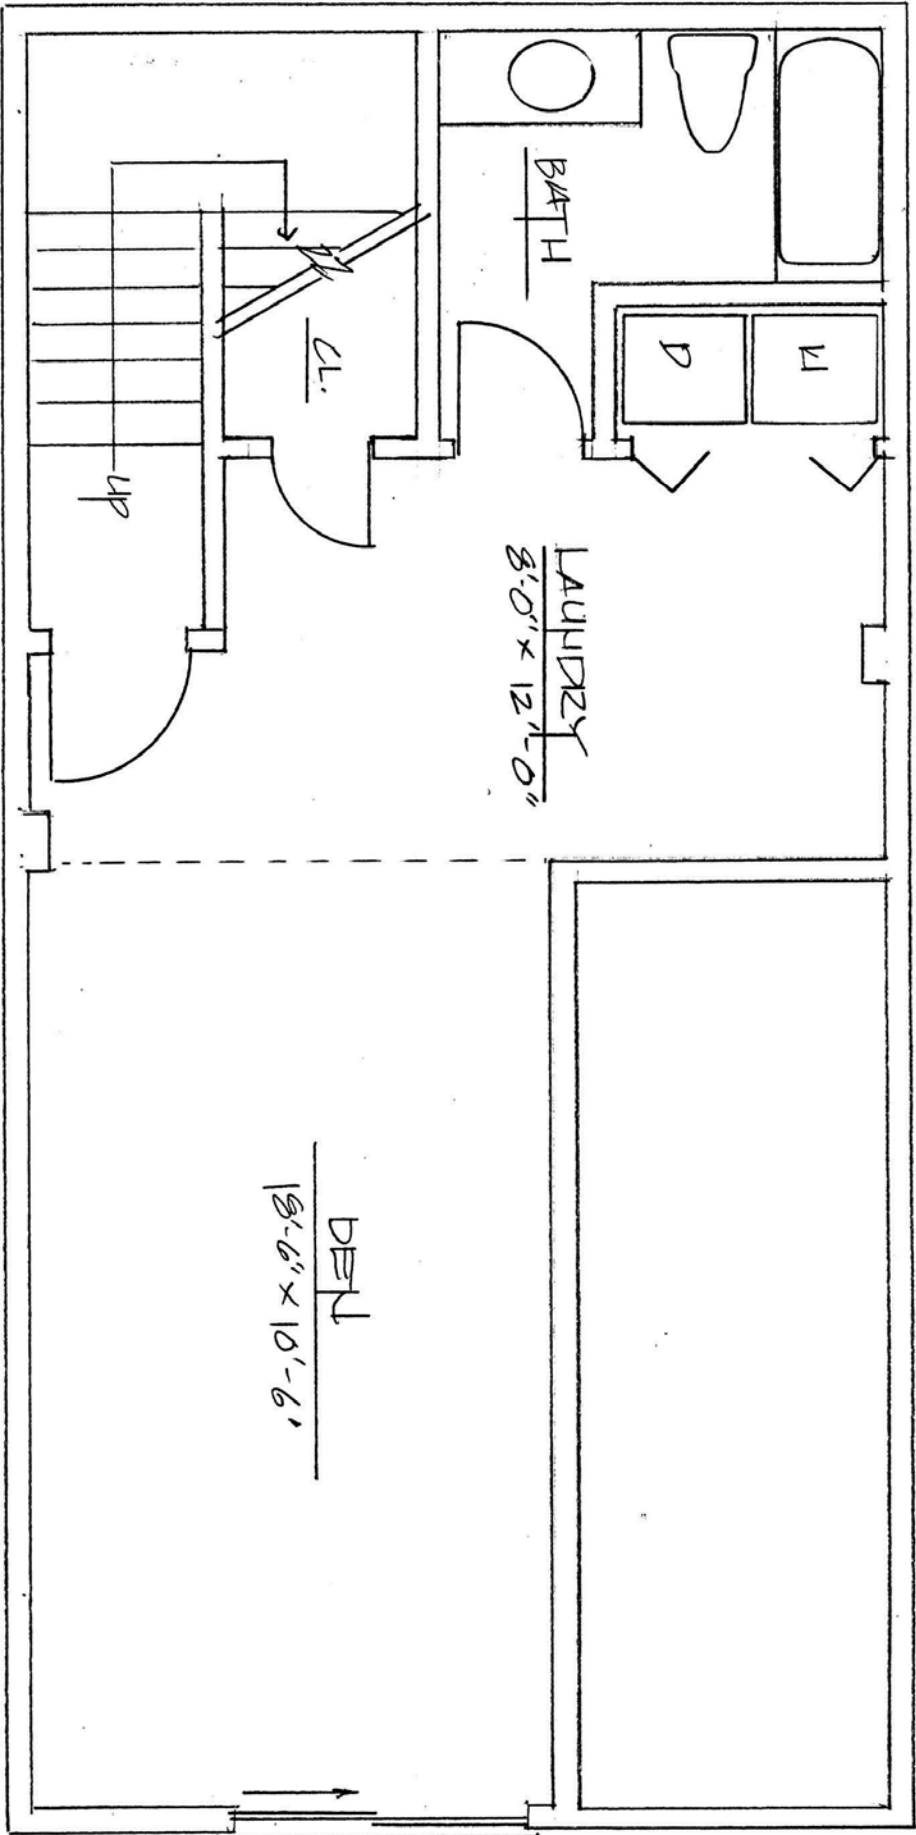 BATH
W
D
CL.
UP
LAUNDRY
8'-0" x 12'-0"
DEN
18'-6" x 10'-6"